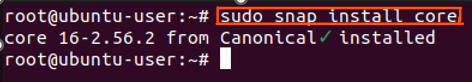 root@ubuntu-user:~# sudo snap install core
core 16-2.56.2 from Canonical✓ installed
root@ubuntu-user:~#